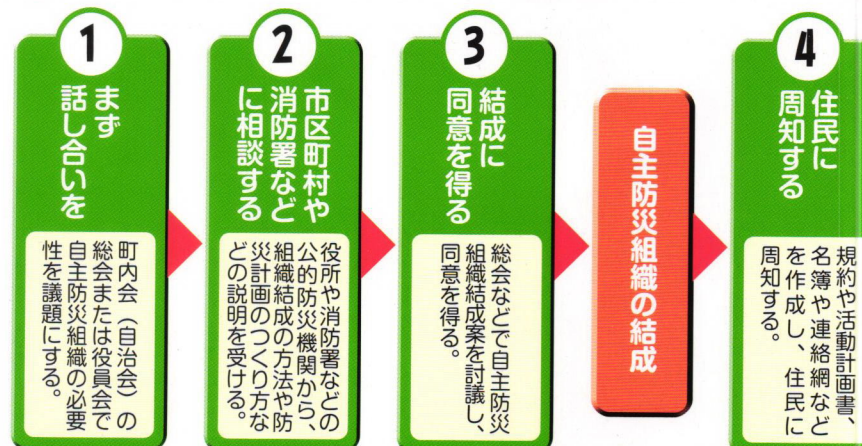 1
まず
話し合いを
町内会（自治会）の
総会または役員会で
自主防災組織の必要
性を議題にする。
2
市区町村や
消防署など
に相談する
役所や消防署などの
公的防災機関から、
組織結成の方法や防
災計画のつくり方な
どの説明を受ける。
3
結成に
同意を得る
総会などで自主防災
組織結成案を討議し、
同意を得る。
自主防災組織の結成
4
住民に
周知する
規約や活動計画書、
名簿や連絡網など
を作成し、住民に
周知する。